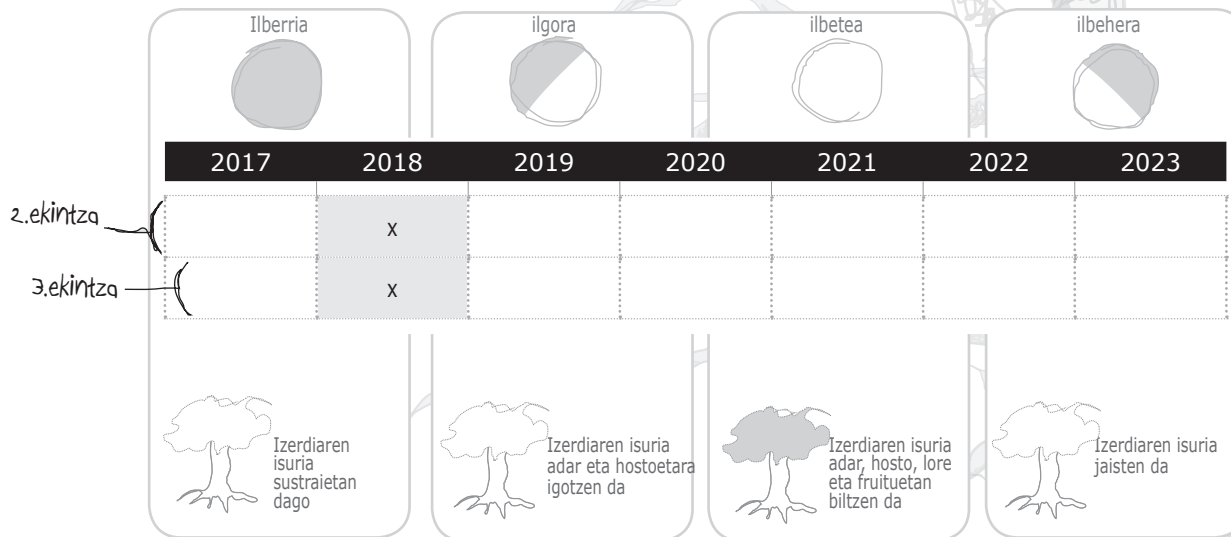 Ilberria
ilgora
ilbetea
ilbehera
2017 2018 2019 2020 2021 2022 2023
2.ekintza x
3.ekintza x
Izerdiaren
isuria
sustraietan
dago
Izerdiaren isuria
adar eta hostoetara
igotzen da
Izerdiaren isuria
adar, hosto, lore
eta fruituetan
biltzen da
Izerdiaren isuria
jaisten da